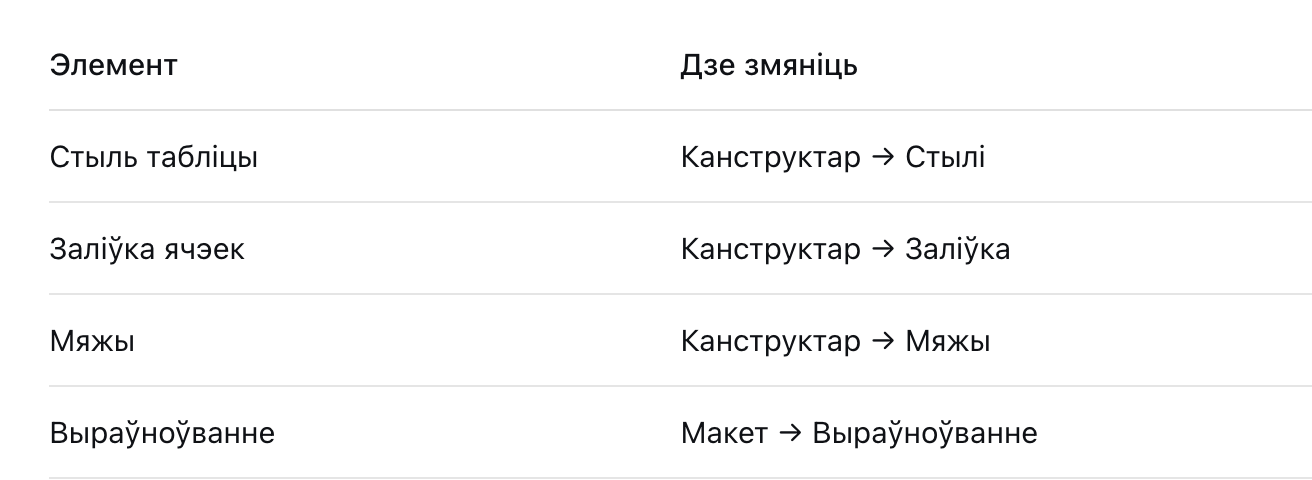 Элемент Дзе змяніць
Стыль табліцы Канструктар → Стылі
Заліўка ячэек Канструктар → Заліўка
Мяжы Канструктар → Мяжы
Выраўноўванне Макет → Выраўноўванне